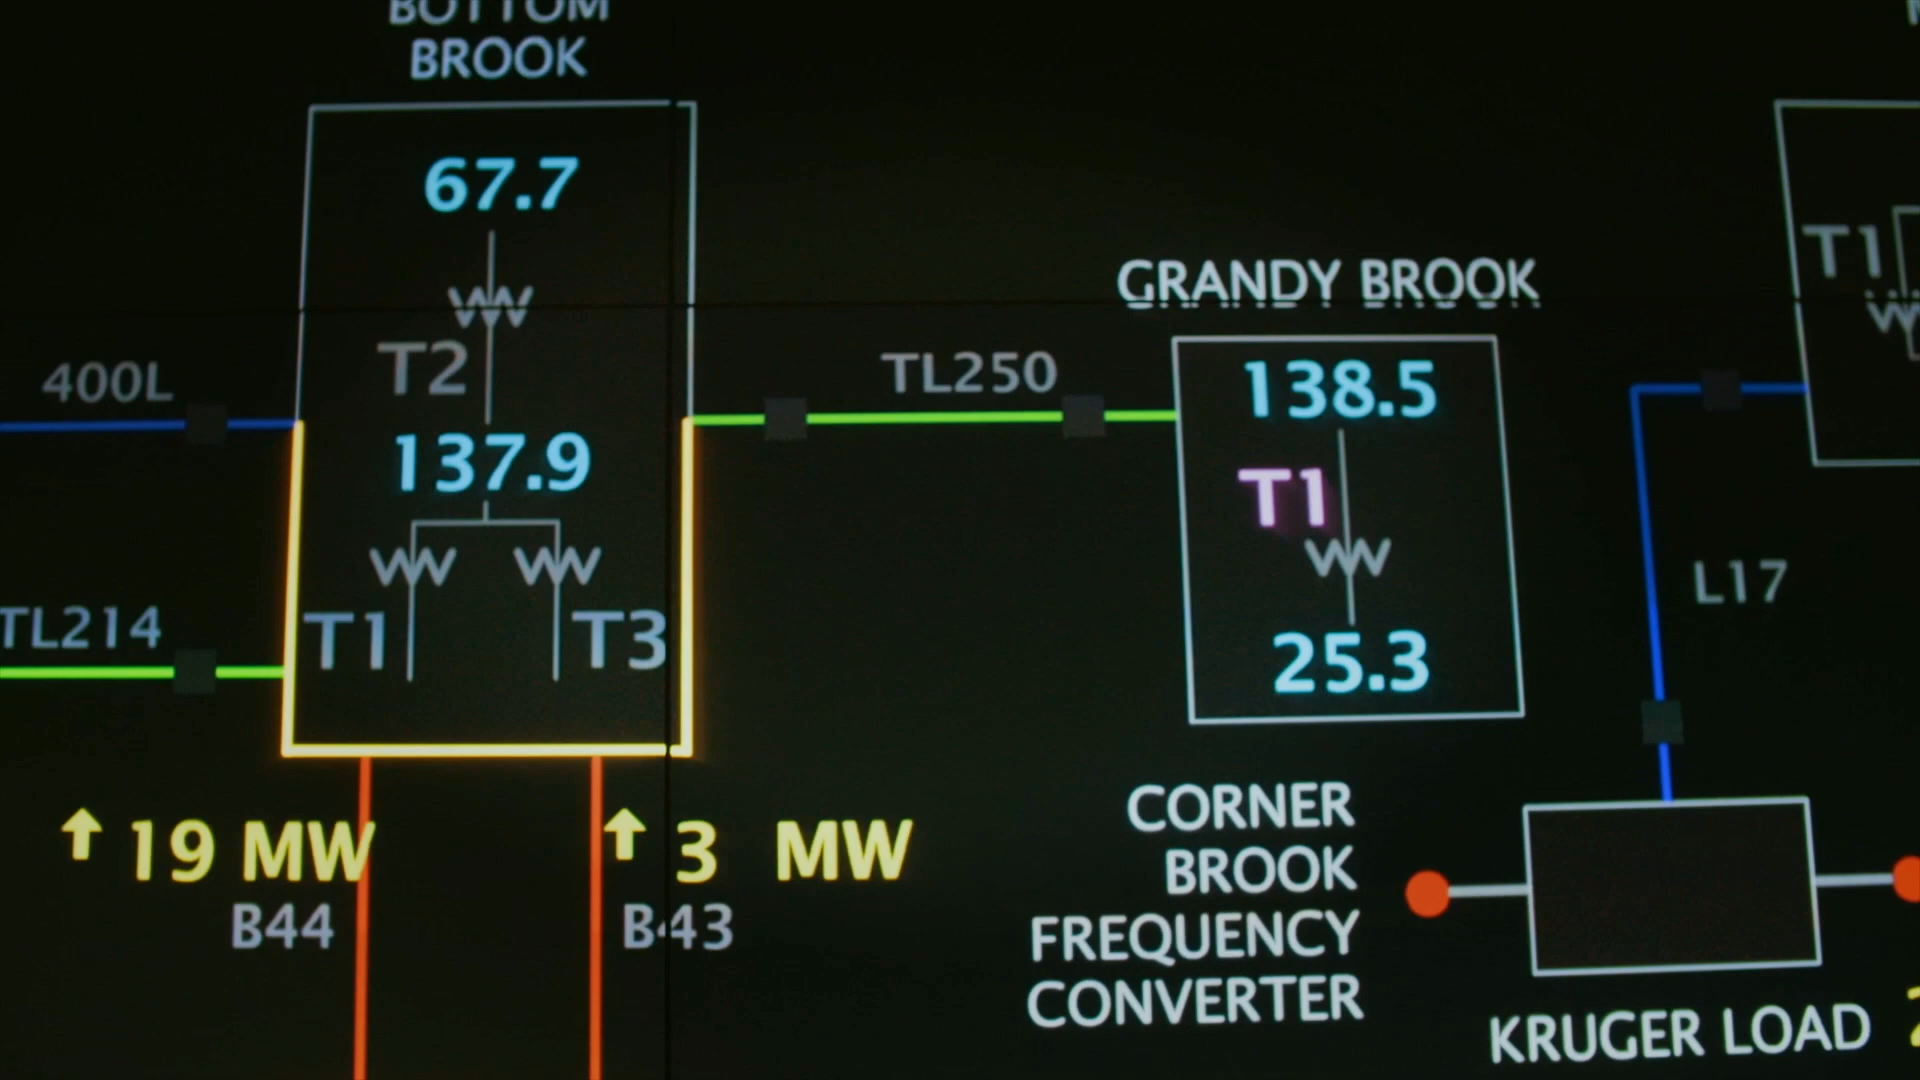 BOTTOM
BROOK
67.7
T2
137.9
T1
T3
400L
TL214
TL250
GRANDY BROOK
138.5
T1
25.3
T1
L17
19 MW
B44
3 MW
B43
CORNER
BROOK
FREQUENCY
CONVERTER
KRUGER LOAD